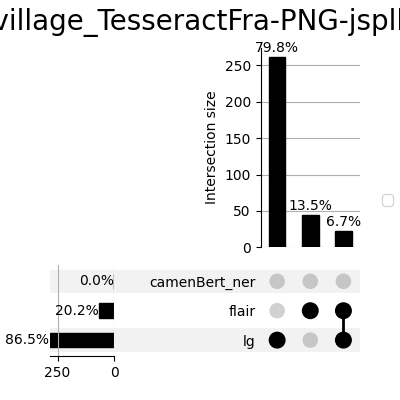 village_TesseractFra-PNG-jspll
79.8%
250
200
150
100
50
0
Intersection size
13.5%
6.7%
0.0%
camenBert_ner
20.2%
flair
86.5%
lg
250
0